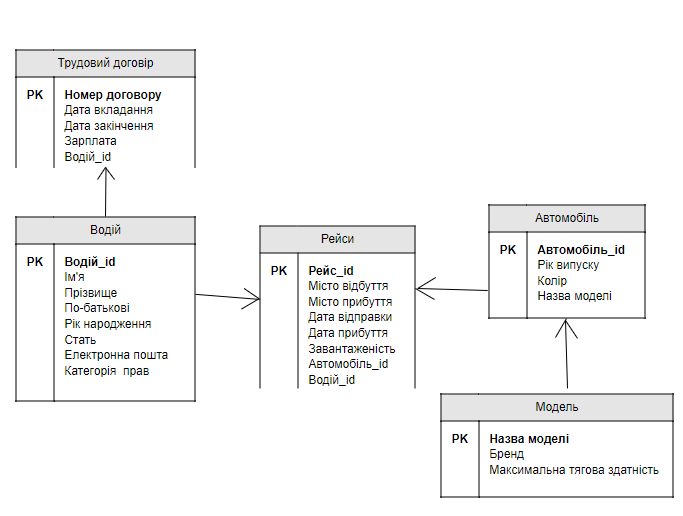 Трудовий договір
PK
Номер договору
Дата вкладання
Дата закінчення
Зарплата
Водій_id
Водій
PK
Водій_id
Ім'я
Прізвище
По-батькові
Рік народження
Стать
Електронна пошта
Категорія прав
Рейси
PK
Рейс_id
Місто відбуття
Місто прибуття
Дата відправки
Дата прибуття
Завантаженість
Автомобіль_id
Водій_id
Автомобіль
PK
Автомобіль_id
Рік випуску
Колір
Назва моделі
Модель
PK
Назва моделі
Бренд
Максимальна тягова здатність